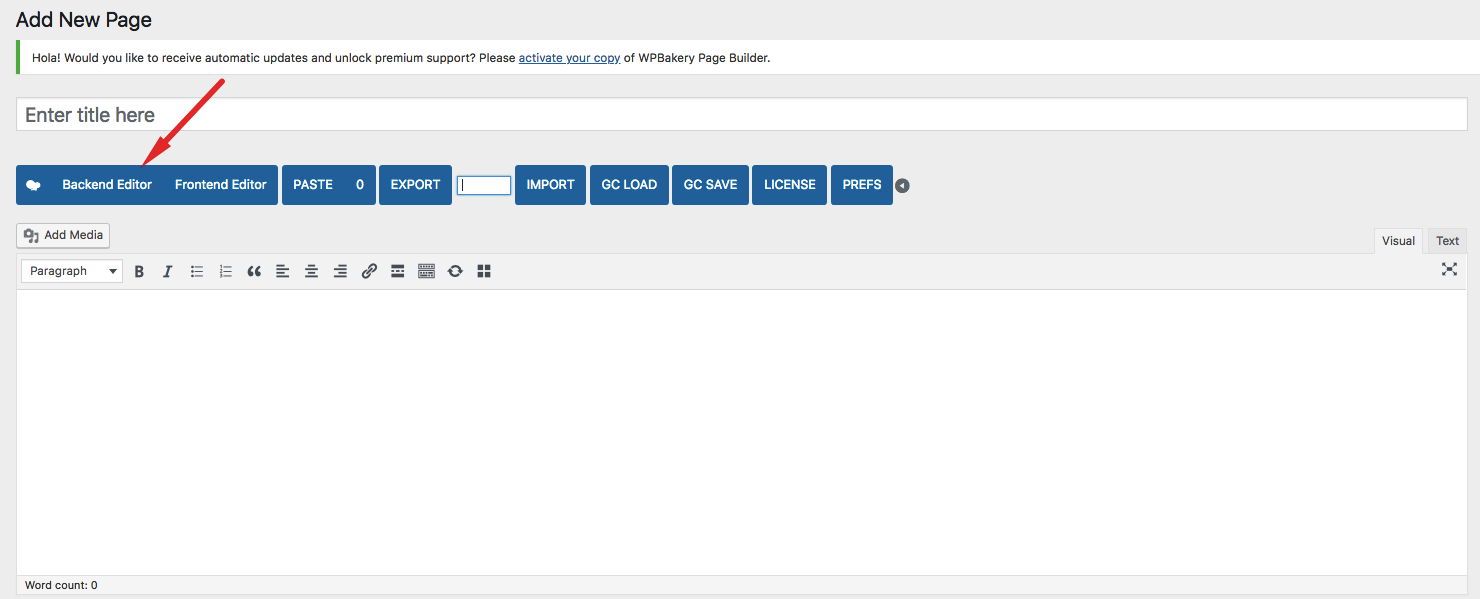 Add New Page
Hola! Would you like to receive automatic updates and unlock premium support? Please activate your copy of WPBakery Page Builder.
Enter title here
Backend Editor Frontend Editor PASTE 0 EXPORT IMPORT GC LOAD GC SAVE LICENSE PREFS
Add Media
Visual Text
Paragraph B I
Word count: 0